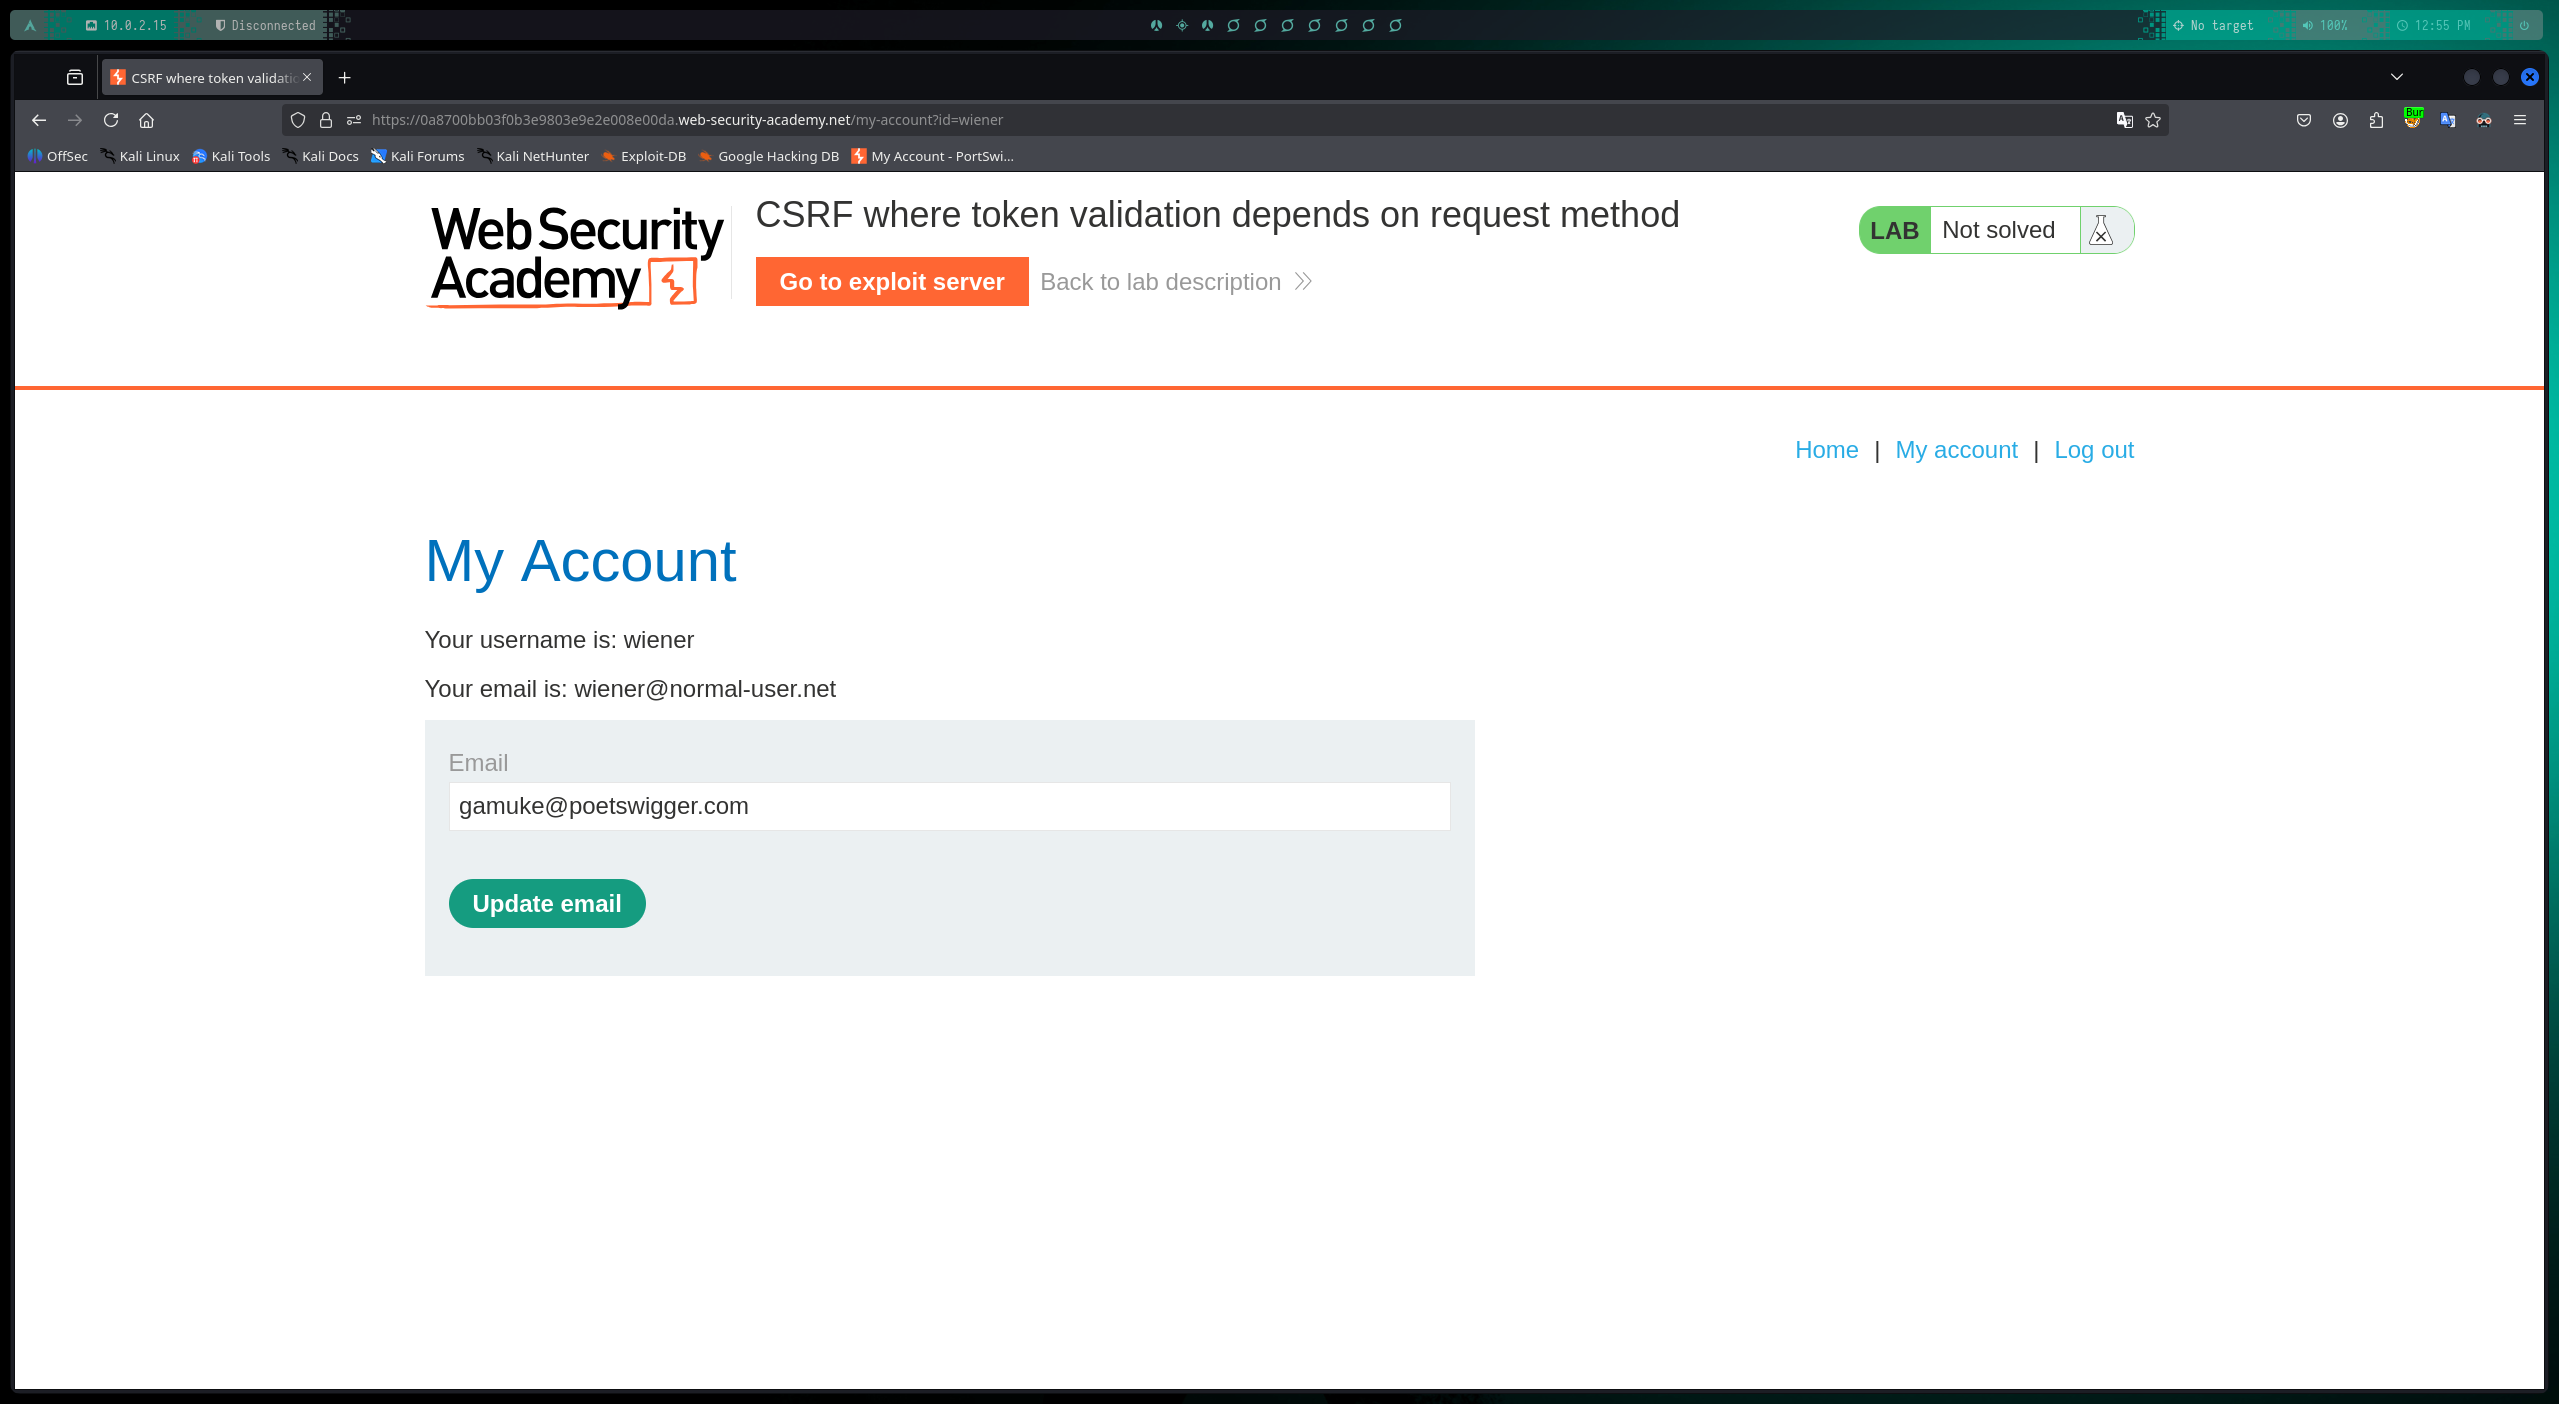 10.0.2.15 Disconnected No target 100% 12:55 PM
CSRF where token validatio
https://0a8700bb03f0b3e9803e9e2e008e00da.web-security-academy.net/my-account?id=wiener
Bur
OffSec Kali Linux Kali Tools Kali Docs Kali Forums Kali NetHunter Exploit-DB Google Hacking DB My Account - PortSwi...
Web Security
Academy
CSRF where token validation depends on request method
LAB Not solved
Go to exploit server Back to lab description
Home | My account | Log out
My Account
Your username is: wiener
Your email is: wiener@normal-user.net
Email
gamuke@poetswigger.com
Update email